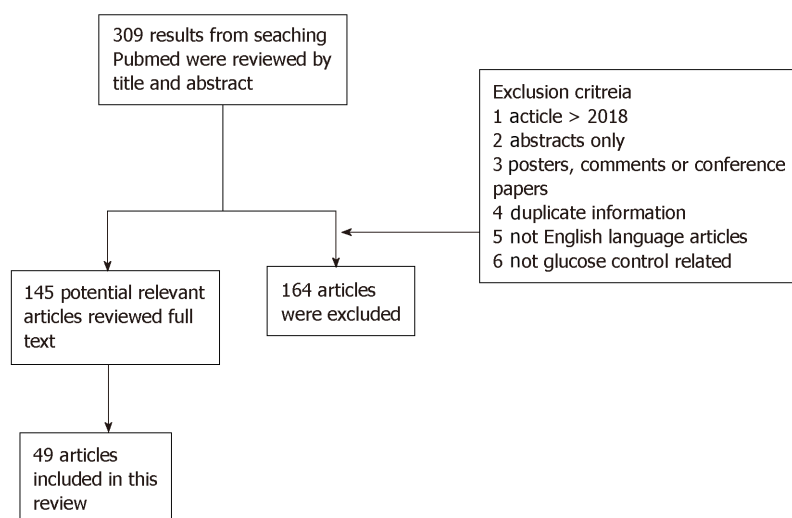 309 results from seaching
Pubmed were reviewed by
title and abstract
Exclusion critreia
1 acticle > 2018
2 abstracts only
3 posters, comments or conference
papers
4 duplicate information
5 not English language articles
6 not glucose control related
145 potential relevant
articles reviewed full
text
164 articles
were excluded
49 articles
included in this
review